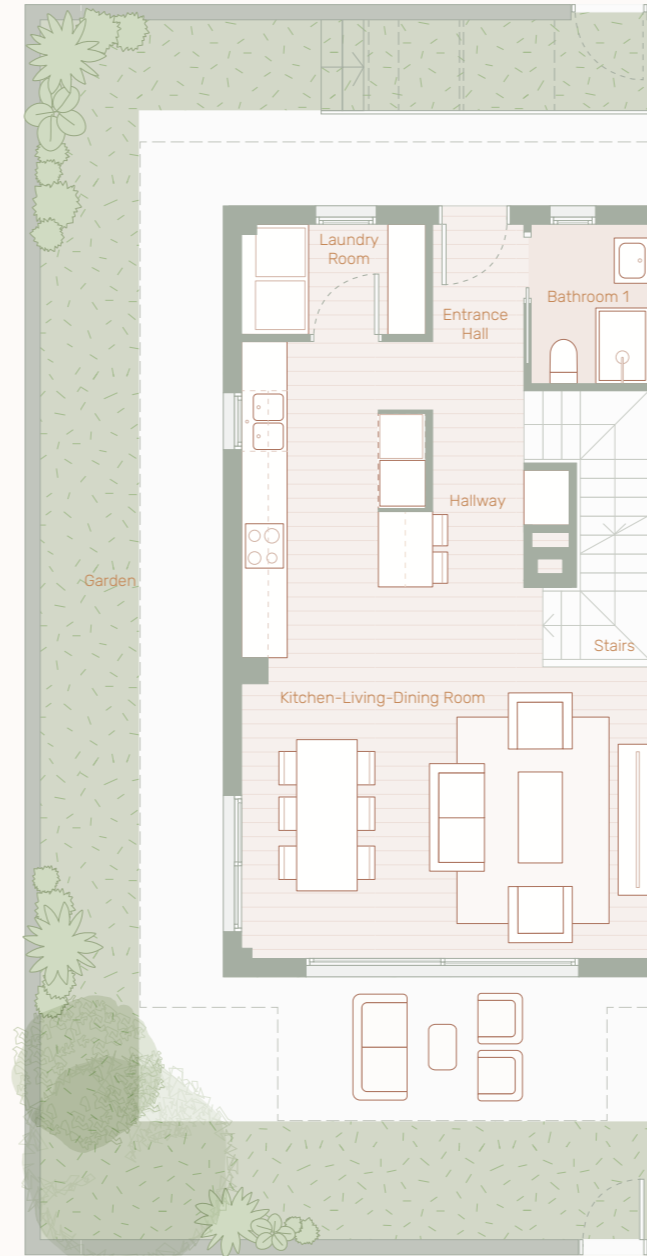 Laundry
Room
Bathroom 1
Entrance
Hall
Hallway
Garden
Stairs
Kitchen-Living-Dining Room